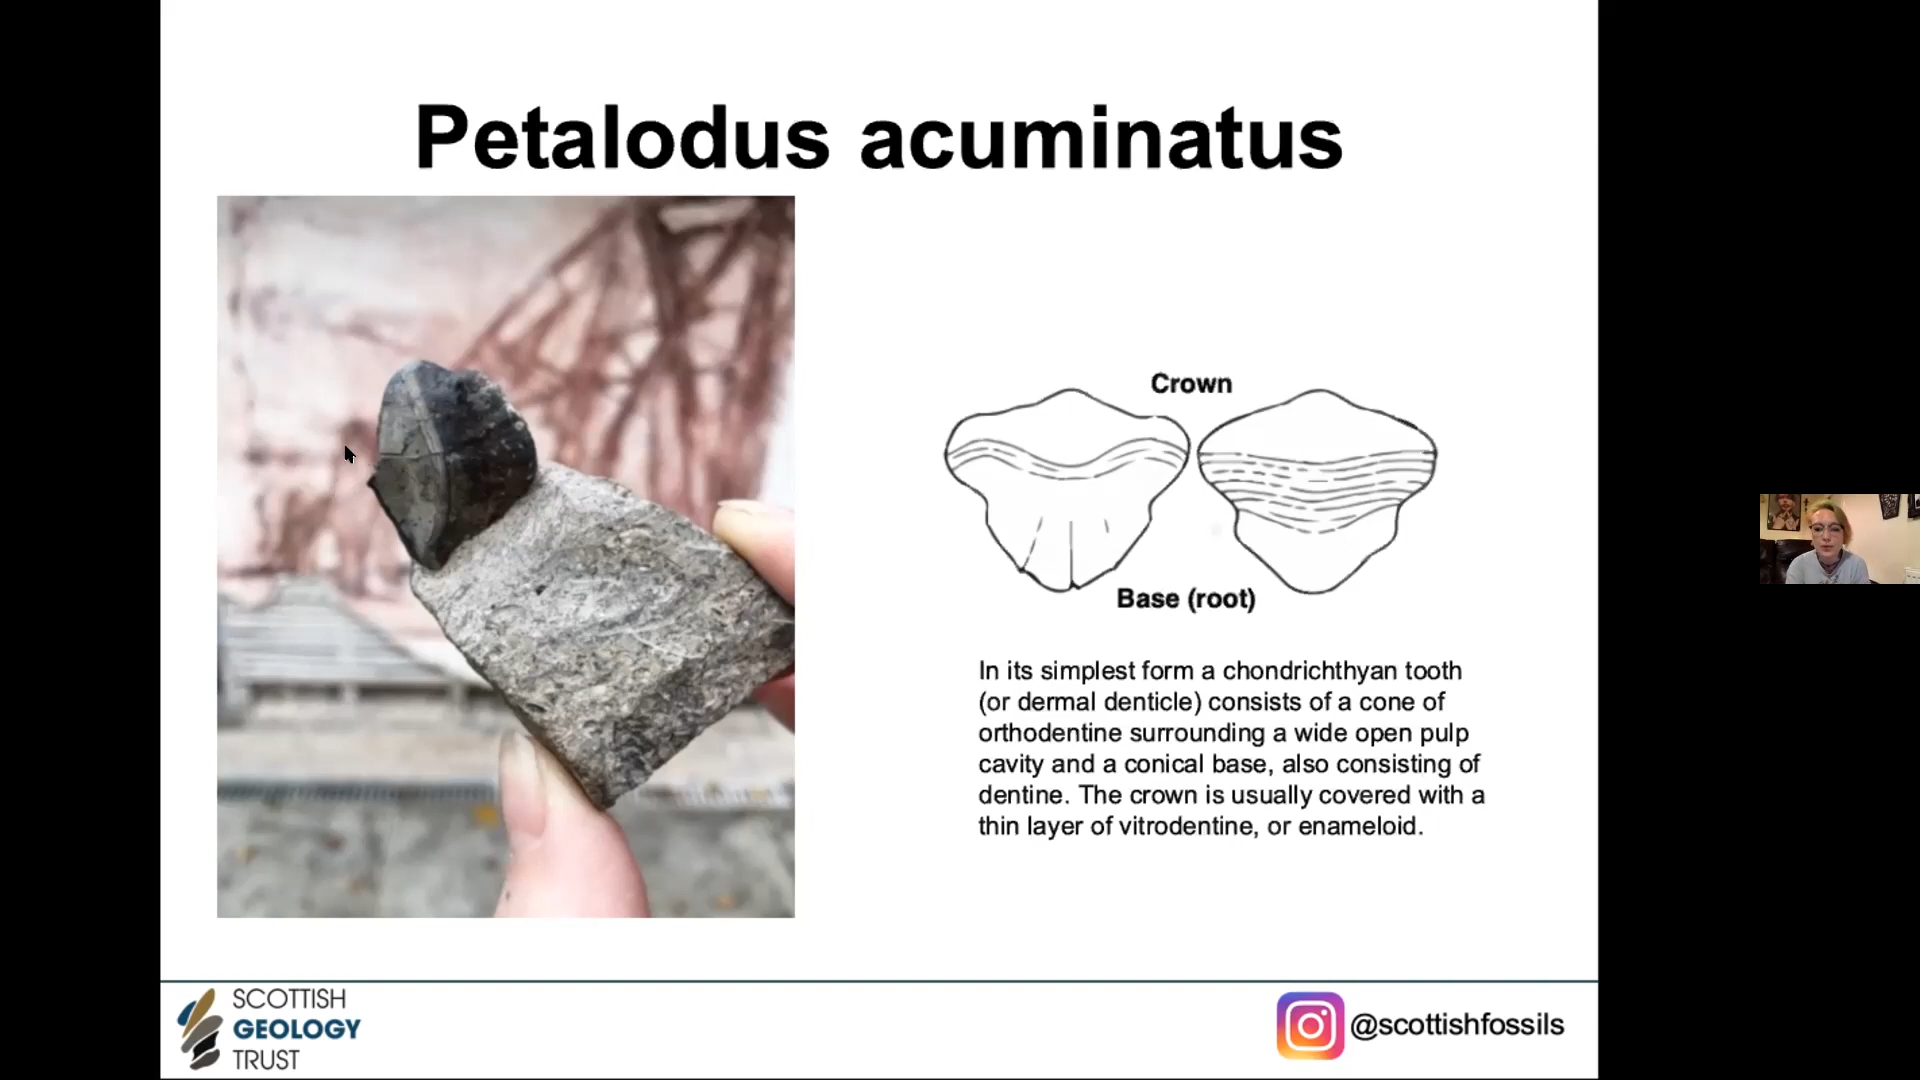 Petalodus acuminatus
Crown
Base (root)
In its simplest form a chondrichthyan tooth
(or dermal denticle) consists of a cone of
orthodentine surrounding a wide open pulp
cavity and a conical base, also consisting of
dentine. The crown is usually covered with a
thin layer of vitrodentine, or enameloid.
SCOTTISH
GEOLOGY
TRUST
@scottishfossils